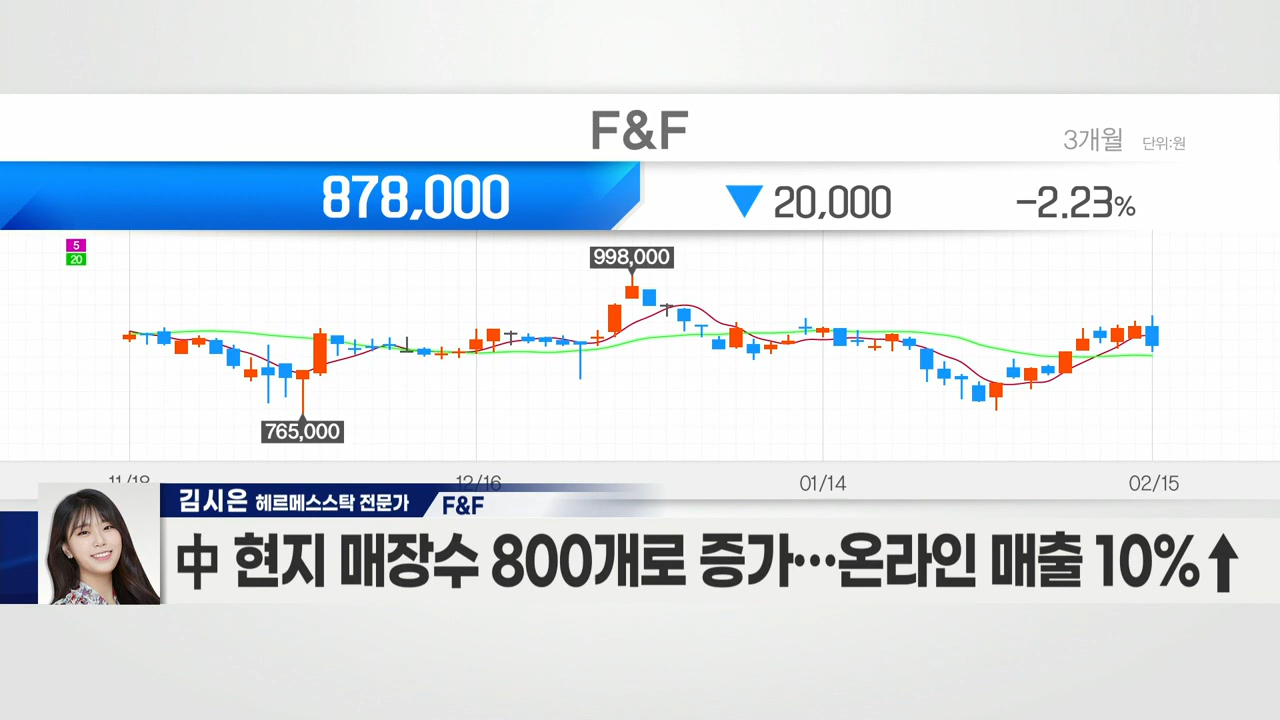 F&F
3개월 단위:원
878,000 ▼ 20,000 -2.23%
5
20
998,000
765,000
11/18 12/16 01/14 02/15
김시은 헤르메스스탁 전문가 F&F
中 현지 매장수 800개로 증가…온라인 매출 10%↑